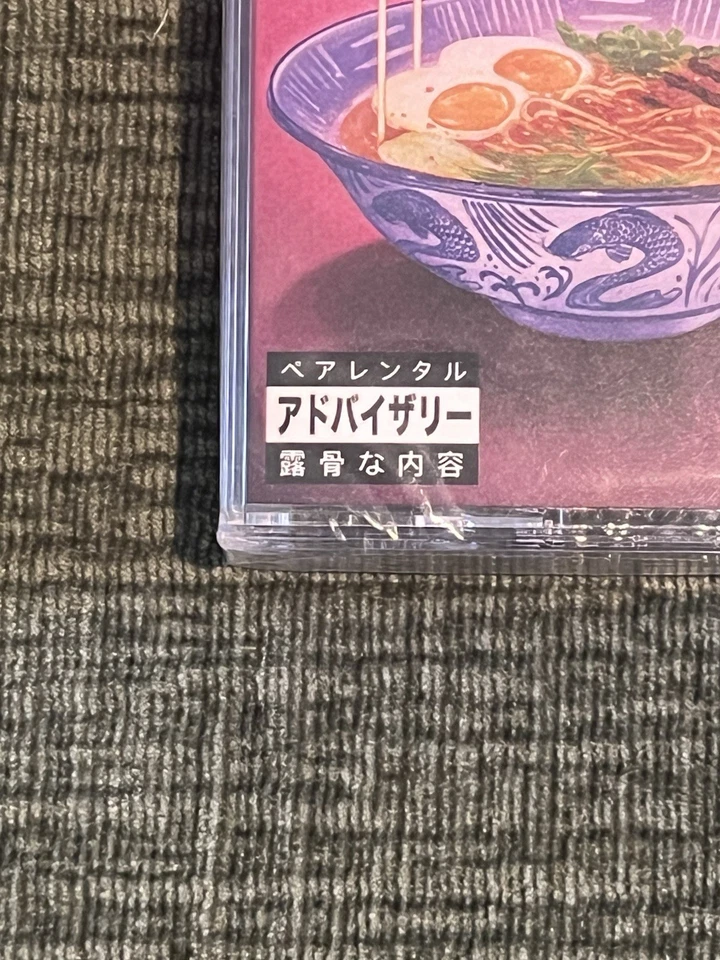 ペアレンタル
アドバイザリー
露骨な内容